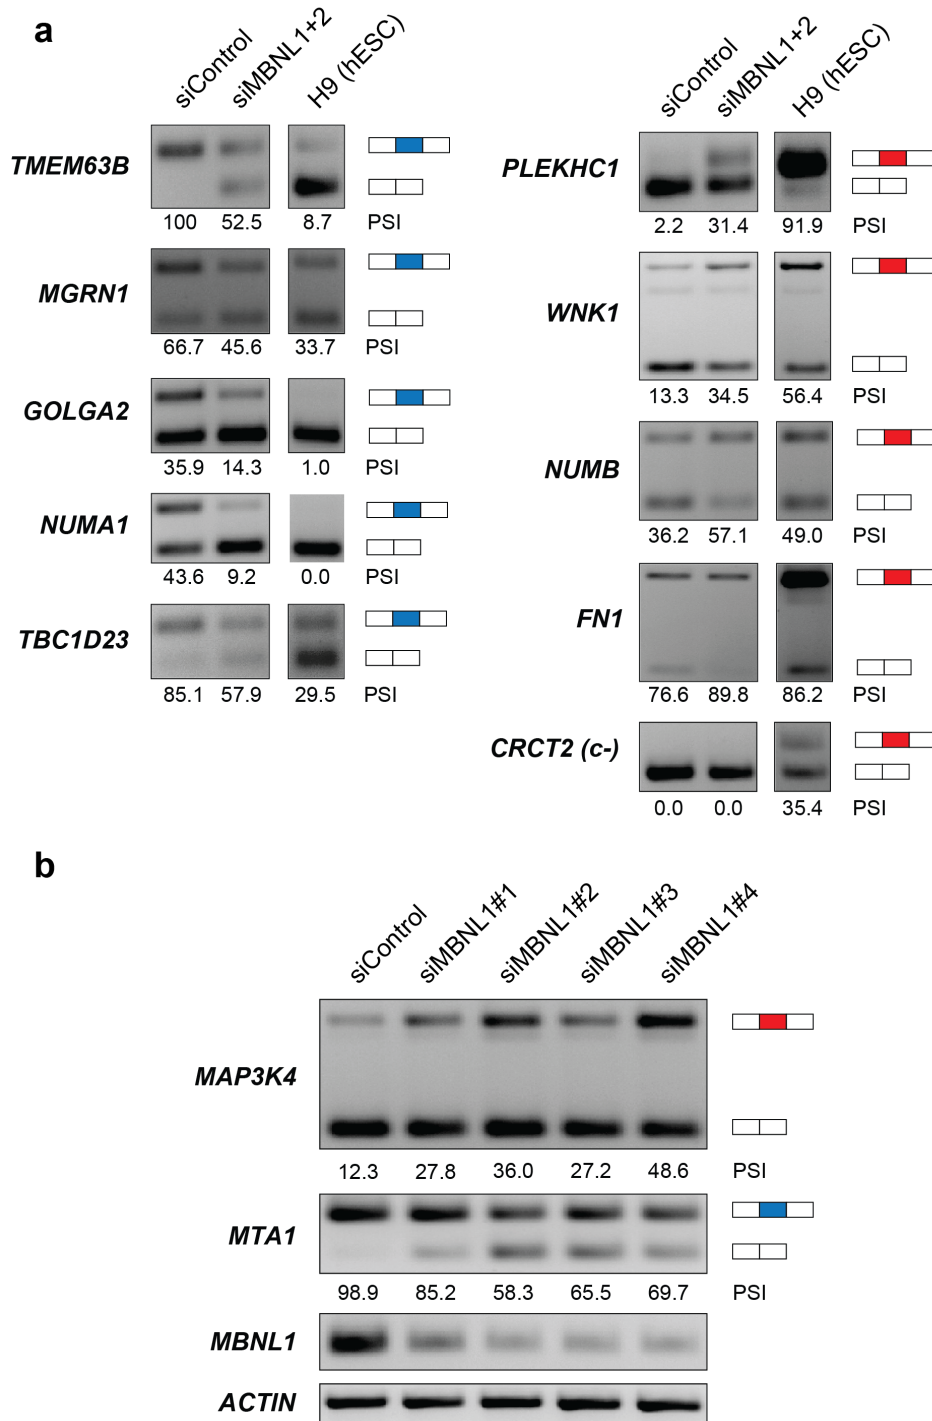 a
siControl siMBNL1+2 H9 (hESC)
TMEM63B
100 52.5 8.7 PSI
MGRN1
66.7 45.6 33.7 PSI
GOLGA2
35.9 14.3 1.0 PSI
NUMA1
43.6 9.2 0.0 PSI
TBC1D23
85.1 57.9 29.5 PSI
siControl siMBNL1+2 H9 (hESC)
PLEKHC1
2.2 31.4 91.9 PSI
WNK1
13.3 34.5 56.4 PSI
NUMB
36.2 57.1 49.0 PSI
FN1
76.6 89.8 86.2 PSI
CRCT2 (c-)
0.0 0.0 35.4 PSI
b
siControl siMBNL1#1 siMBNL1#2 siMBNL1#3 siMBNL1#4
MAP3K4
12.3 27.8 36.0 27.2 48.6 PSI
MTA1
98.9 85.2 58.3 65.5 69.7 PSI
MBNL1
ACTIN